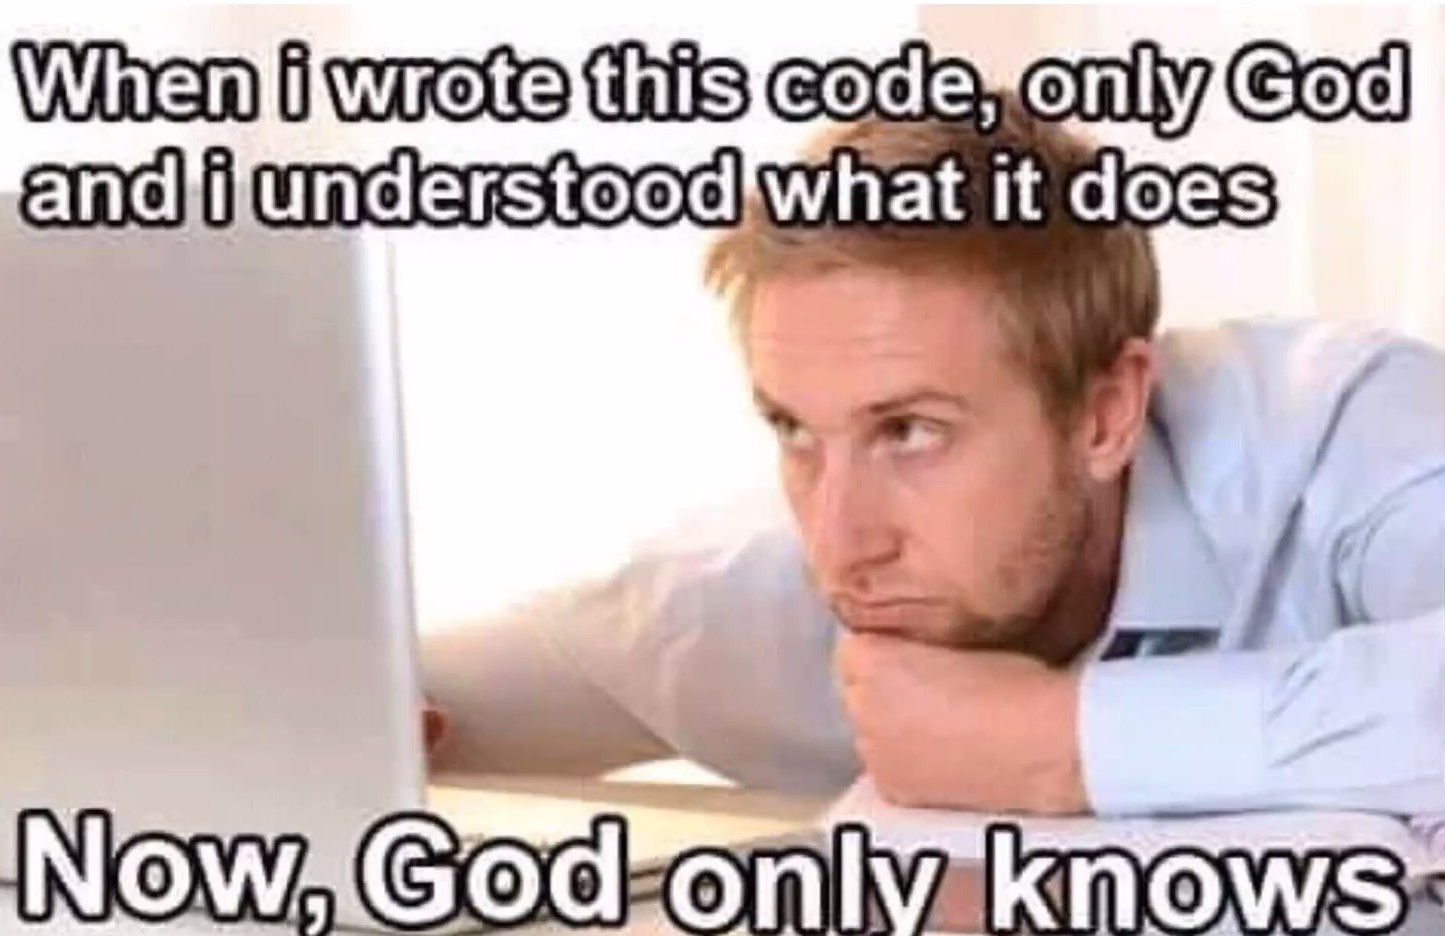 When i wrote this code, only God
and i understood what it does
Now, God only knows